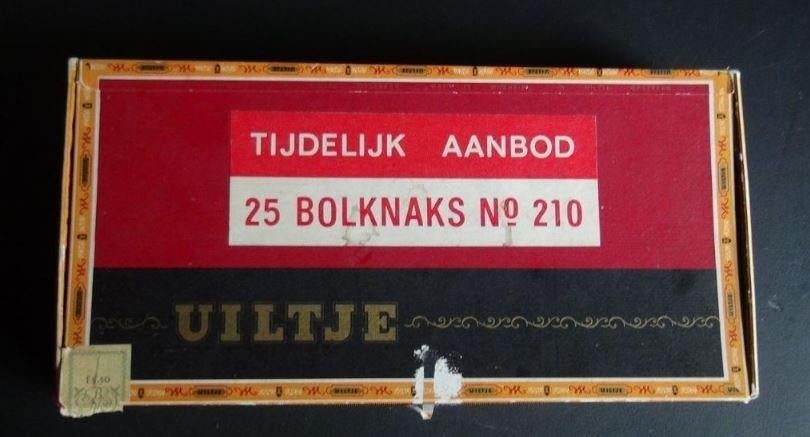 TIJDELIJK AANBOD
25 BOLKNAKS Nº 210
UILTJE